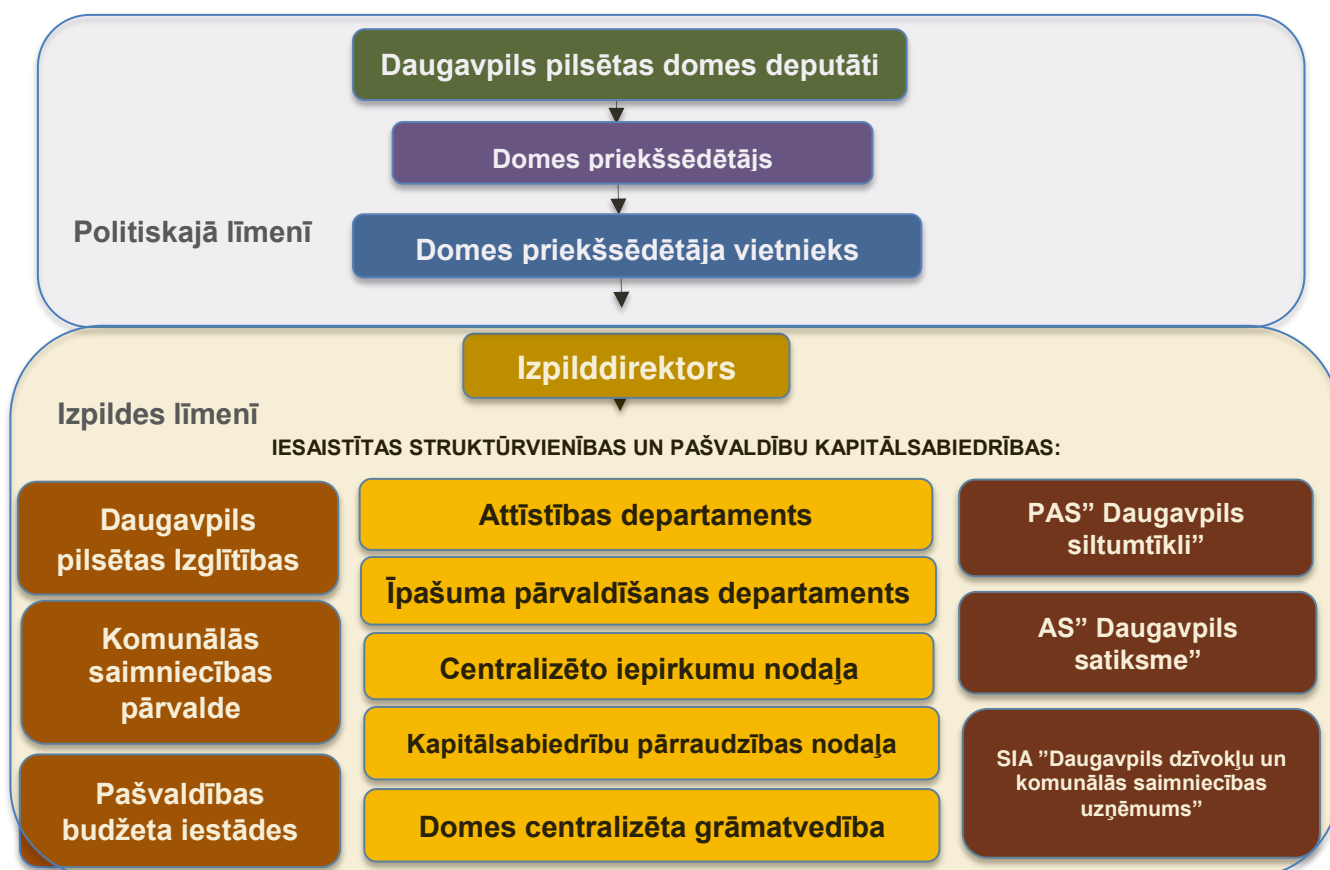 Daugavpils pilsētas domes deputāti
Domes priekšsēdētājs
Politiskajā līmenī
Domes priekšsēdētāja vietnieks
Izpilddirektors
Izpildes līmenī
IESAISTĪTAS STRUKTŪRVIENĪBAS UN PAŠVALDĪBU KAPITĀLSABIEDRĪBAS:
Daugavpils
pilsētas Izglītības
Komunālās
saimniecības
pārvalde
Pašvaldības
budžeta iestādes
Attīstības departaments
Īpašuma pārvaldīšanas departaments
Centralizēto iepirkumu nodaļa
Kapitālsabiedrību pārraudzības nodaļa
Domes centralizēta grāmatvedība
PAS” Daugavpils
siltumtīkli”
AS” Daugavpils
satiksme”
SIA ”Daugavpils dzīvokļu un
komunālās saimniecības
uzņēmums”